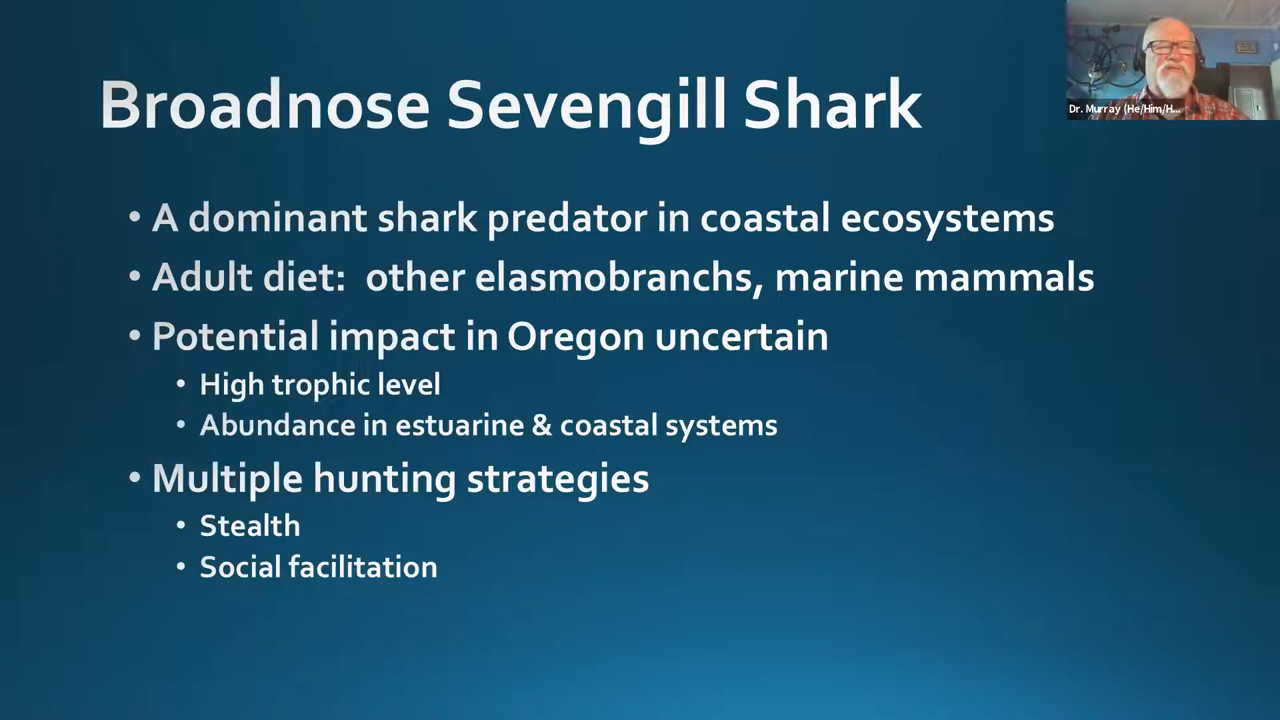 Dr. Murray (He/Him/H...
Broadnose Sevengill Shark
• A dominant shark predator in coastal ecosystems
• Adult diet:  other elasmobranchs, marine mammals
• Potential impact in Oregon uncertain
• High trophic level
• Abundance in estuarine & coastal systems
• Multiple hunting strategies
• Stealth
• Social facilitation